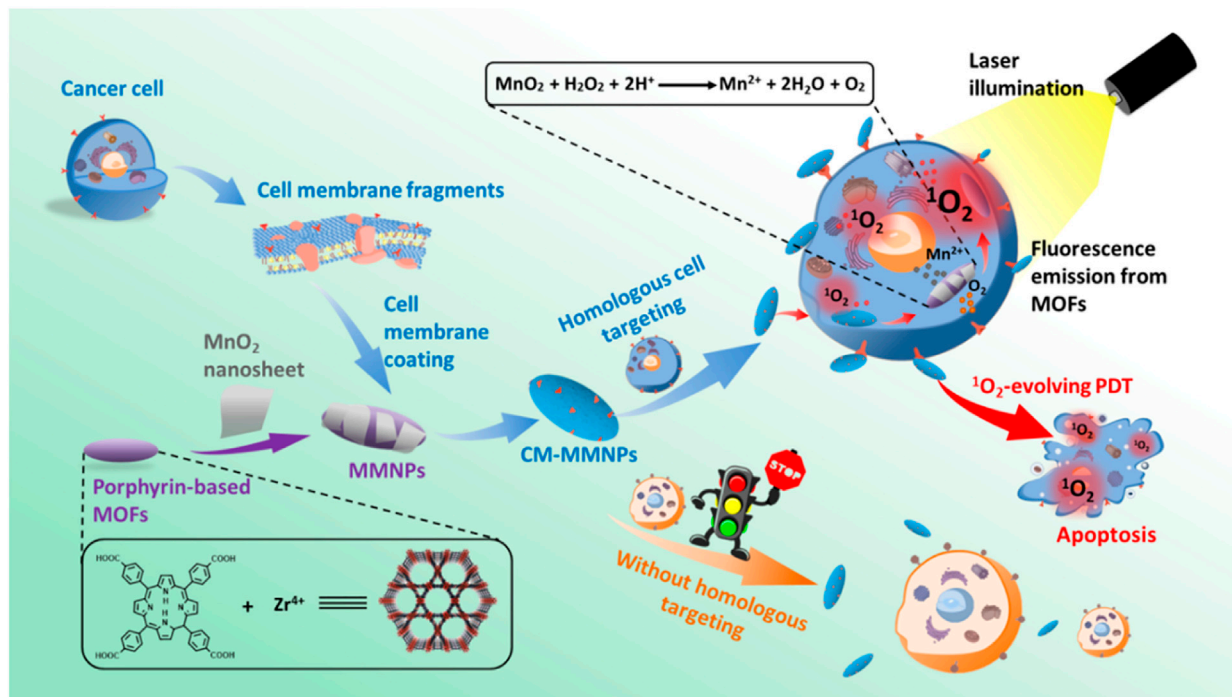 Cancer cell
Cell membrane fragments
Cell
membrane
coating
MnO₂
nanosheet
Porphyrin-based
MOFs
MMNPs
CM-MMNPs
Homologous cell
targeting
MnO₂ + H₂O₂ + 2H⁺ ⟶ Mn²⁺ + 2H₂O + O₂
Laser
illumination
¹O₂
¹O₂
¹O₂
Mn²⁺
O₂
Fluorescence
emission from
MOFs
¹O₂-evolving PDT
¹O₂
¹O₂
¹O₂
Apoptosis
STOP
Without homologous
targeting
HOOC
COOH
N
H
N
N
H
N
HOOC
COOH
+ Zr⁴⁺